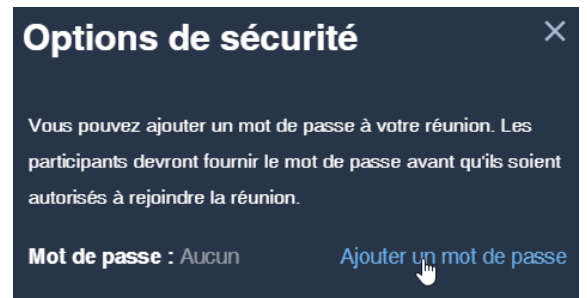 Options de sécurité
Vous pouvez ajouter un mot de passe à votre réunion. Les
participants devront fournir le mot de passe avant qu'ils soient
autorisés à rejoindre la réunion.
Mot de passe : Aucun Ajouter un mot de passe